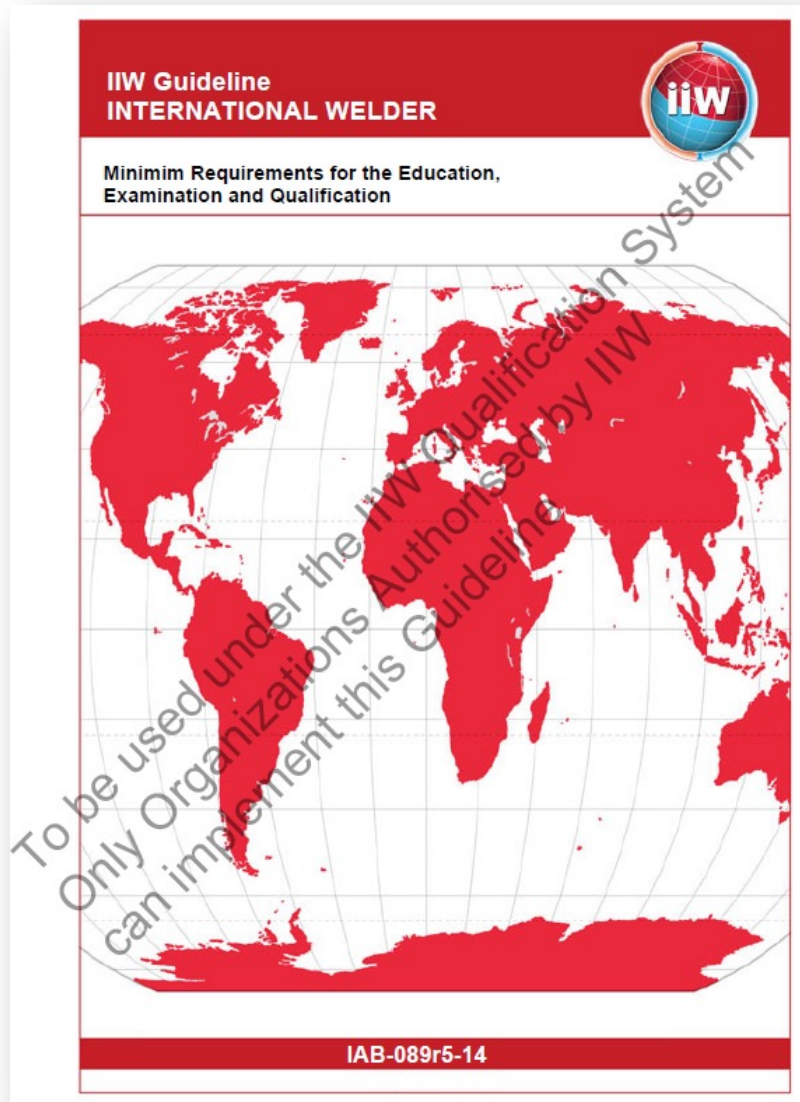 IIW Guideline
INTERNATIONAL WELDER
iiw
Minimim Requirements for the Education,
Examination and Qualification
To be used under the IIW Qualification System
Only Organizations Authorised by IIW
can implement this Guideline
IAB-089r5-14